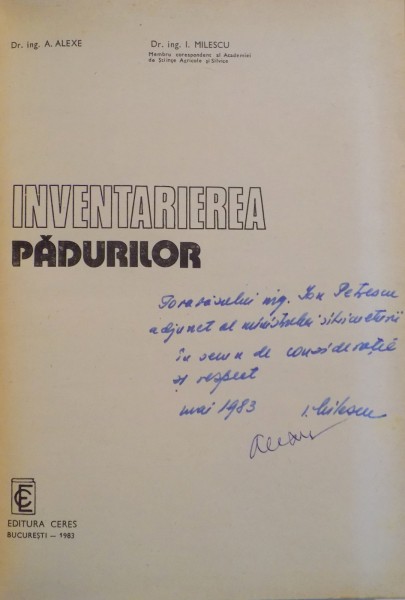 Dr. ing. A. ALEXE
Dr. ing. I. MILESCU
Membru corespondent al Academiei
de Științe Agricole și Silvice
INVENTARIEREA
PĂDURILOR
Tovarășului ing. Ion Petrescu
adjunct al ministrului silviculturii
în semn de considerație
și respect
mai 1983 I. Milescu
CE
EDITURA CERES
BUCUREȘTI — 1983